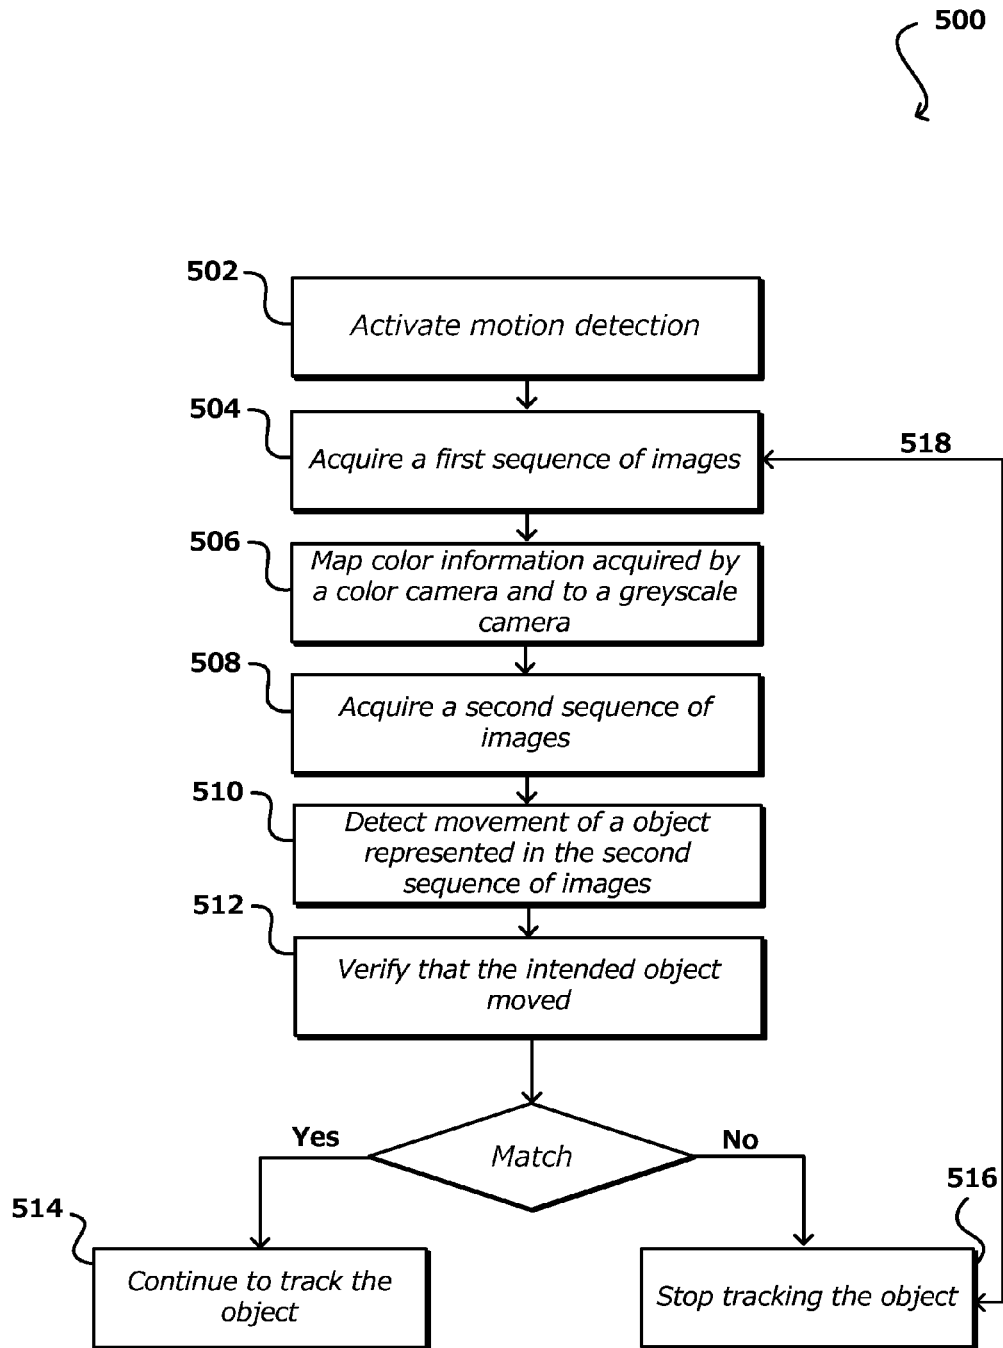 500
502
Activate motion detection
504
Acquire a first sequence of images
518
506
Map color information acquired by
a color camera and to a greyscale
camera
508
Acquire a second sequence of
images
510
Detect movement of a object
represented in the second
sequence of images
512
Verify that the intended object
moved
Match
Yes
No
514
Continue to track the
object
516
Stop tracking the object